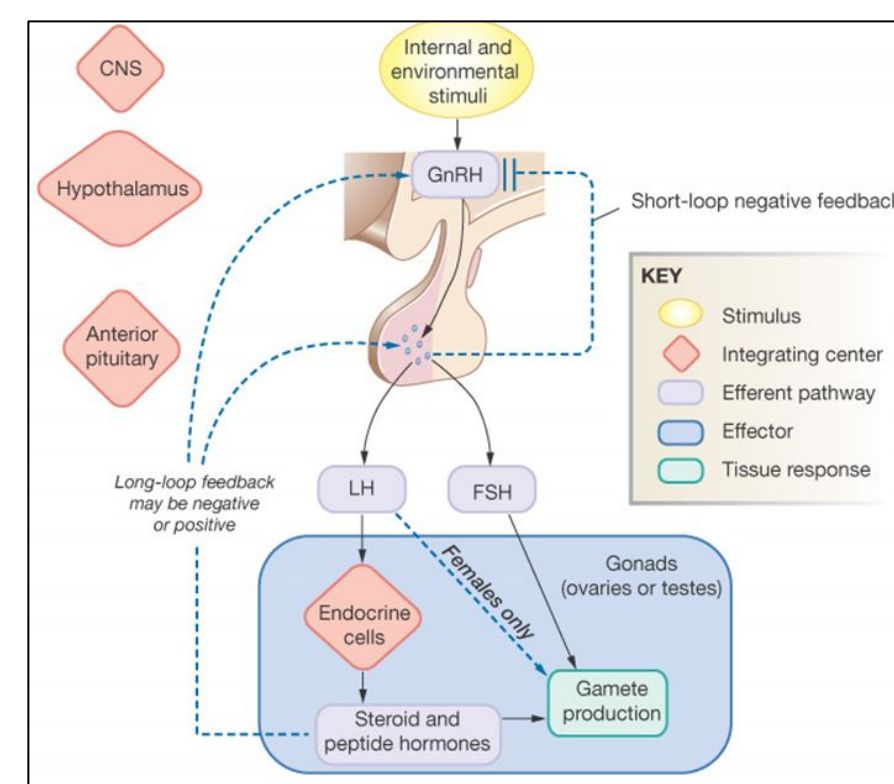 CNS
Internal and
environmental
stimuli
Hypothalamus
GnRH
Short-loop negative feedback
KEY
Stimulus
Integrating center
Efferent pathway
Effector
Tissue response
Anterior
pituitary
Long-loop feedback
may be negative
or positive
LH
FSH
Females only
Gonads
(ovaries or testes)
Endocrine
cells
Steroid and
peptide hormones
Gamete
production